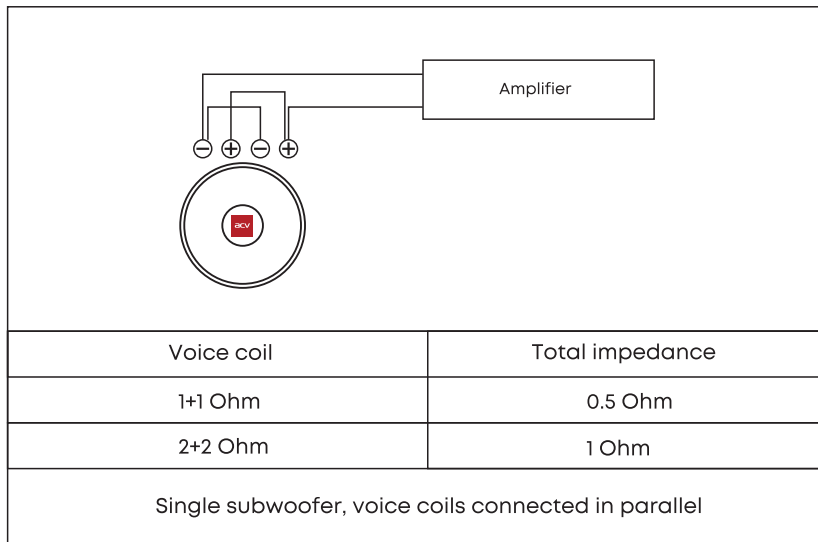 Amplifier
− + − +
acv
Voice coil Total impedance
1+1 Ohm 0.5 Ohm
2+2 Ohm 1 Ohm
Single subwoofer, voice coils connected in parallel